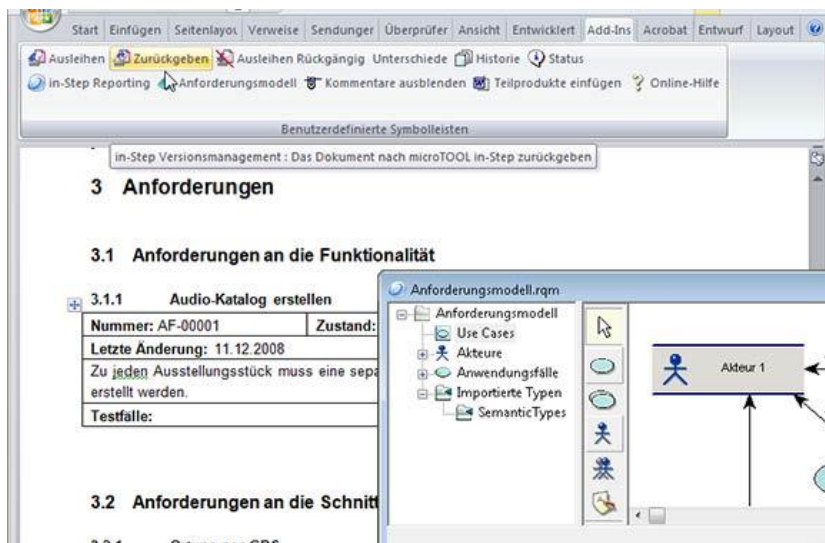 Start Einfügen Seitenlayou Verweise Sendunger Überprüfer Ansicht Entwicklert Add-Ins Acrobat Entwurf Layout
Ausleihen Zurückgeben Ausleihen Rückgängig Unterschiede Historie Status
in-Step Reporting Anforderungsmodell Kommentare ausblenden Teilprodukte einfügen Online-Hilfe
Benutzerdefinierte Symbolleisten
in-Step Versionsmanagement : Das Dokument nach microTOOL in-Step zurückgeben
3 Anforderungen
3.1 Anforderungen an die Funktionalität
3.1.1 Audio-Katalog erstellen
Nummer: AF-00001 Zustand:
Letzte Änderung: 11.12.2008
Zu jeden Ausstellungsstück muss eine sepa
erstellt werden.
Testfälle:
3.2 Anforderungen an die Schnitt
Anforderungsmodell.rqm
Anforderungsmodell
Use Cases
Akteure
Anwendungsfälle
Importierte Typen
SemanticTypes
Akteur 1